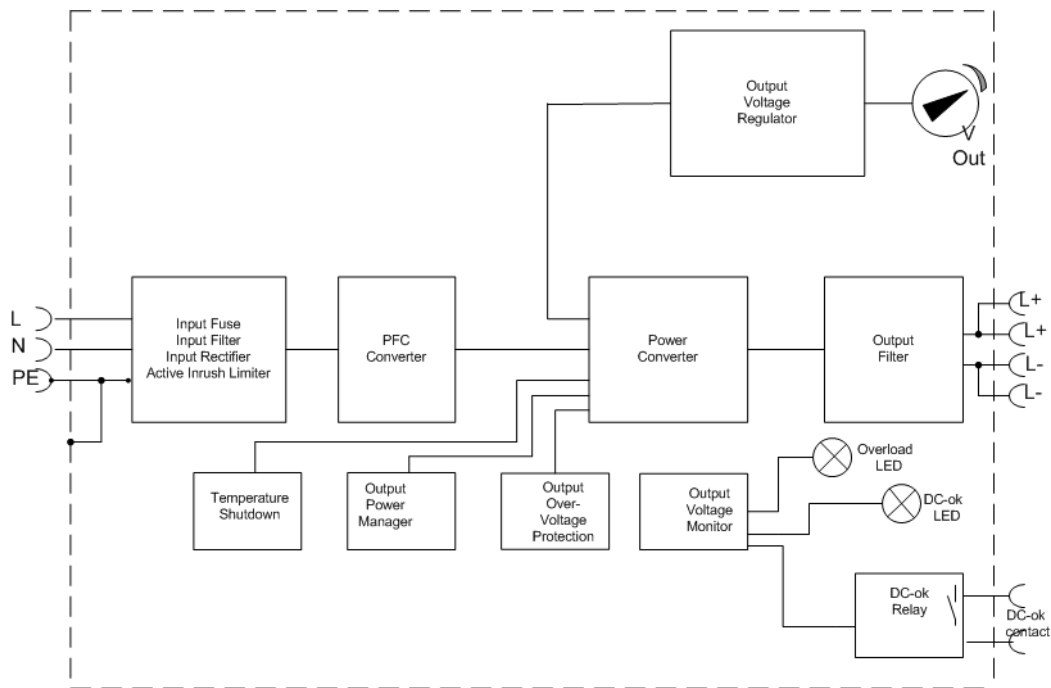 Output
Voltage
Regulator
V
Out
L
N
PE
Input Fuse
Input Filter
Input Rectifier
Active Inrush Limiter
PFC
Converter
Power
Converter
Output
Filter
L+
L+
L-
L-
Temperature
Shutdown
Output
Power
Manager
Output
Over-
Voltage
Protection
Output
Voltage
Monitor
Overload
LED
DC-ok
LED
DC-ok
Relay
DC-ok
contact